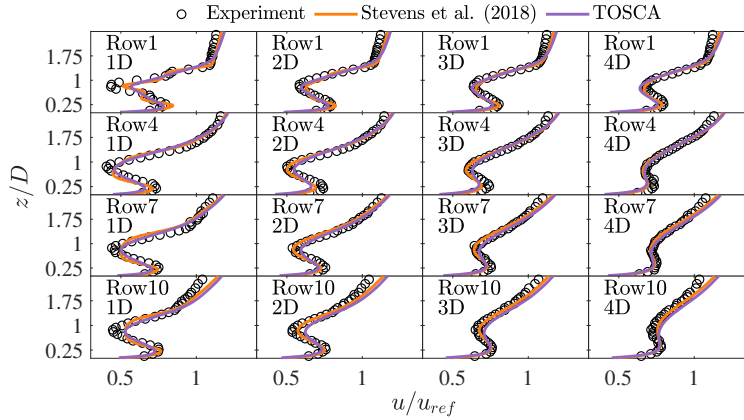 Experiment Stevens et al. (2018) TOSCA
1.75 Row1 Row1 Row1 Row1
1D 2D 3D 4D
1
0.25
1.75 Row4 Row4 Row4 Row4
1D 2D 3D 4D
1
0.25
z/D
1.75 Row7 Row7 Row7 Row7
1D 2D 3D 4D
1
0.25
1.75 Row10 Row10 Row10 Row10
1D 2D 3D 4D
1
0.25
0.5 1 0.5 1 0.5 1 0.5 1
u/u_ref